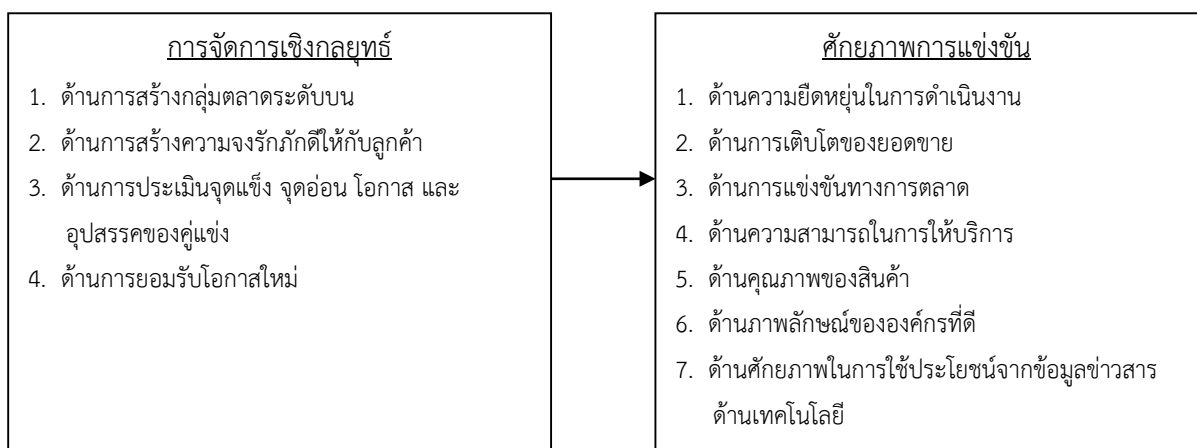 การจัดการเชิงกลยุทธ์
1. ด้านการสร้างกลุ่มตลาดระดับบน
2. ด้านการสร้างความจงรักภักดีให้กับลูกค้า
3. ด้านการประเมินจุดแข็ง จุดอ่อน โอกาส และ
อุปสรรคของคู่แข่ง
4. ด้านการยอมรับโอกาสใหม่
ศักยภาพการแข่งขัน
1. ด้านความยืดหยุ่นในการดำเนินงาน
2. ด้านการเติบโตของยอดขาย
3. ด้านการแข่งขันทางการตลาด
4. ด้านความสามารถในการให้บริการ
5. ด้านคุณภาพของสินค้า
6. ด้านภาพลักษณ์ขององค์กรที่ดี
7. ด้านศักยภาพในการใช้ประโยชน์จากข้อมูลข่าวสาร
ด้านเทคโนโลยี